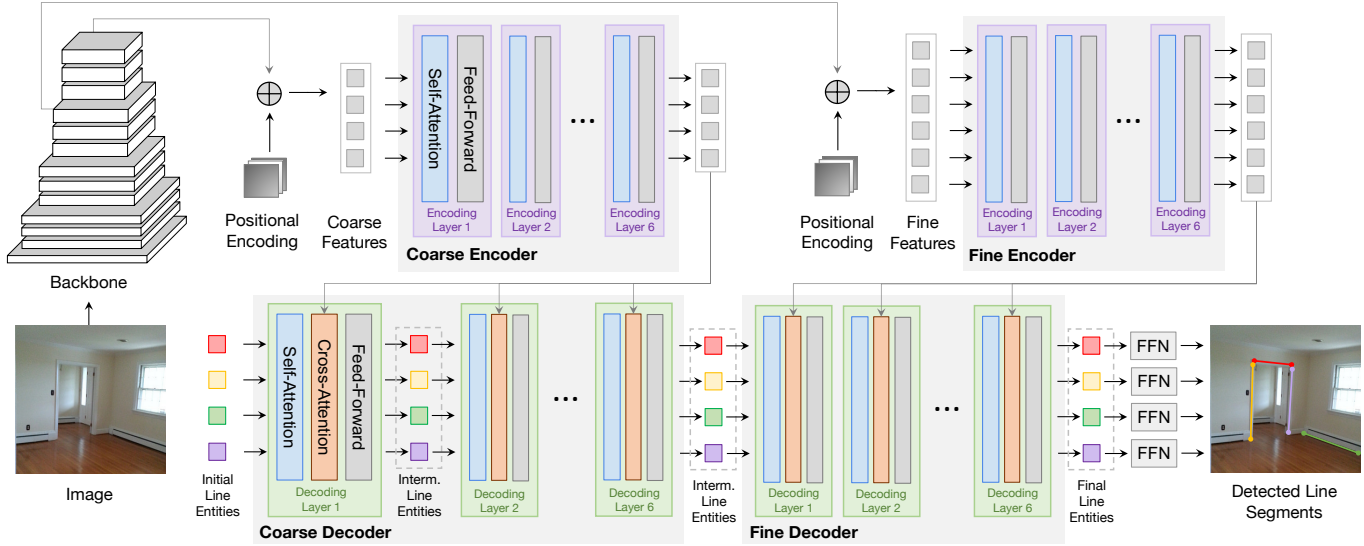 Self-Attention
Feed-Forward
Encoding
Layer 1
Encoding
Layer 2
Encoding
Layer 6
Encoding
Layer 1
Encoding
Layer 2
Encoding
Layer 6
Positional
Encoding
Coarse
Features
Coarse Encoder
Positional
Encoding
Fine
Features
Fine Encoder
Backbone
Image
Initial
Line
Entities
Self-Attention
Cross-Attention
Feed-Forward
Decoding
Layer 1
Interm.
Line
Entities
Decoding
Layer 2
Decoding
Layer 6
Coarse Decoder
Interm.
Line
Entities
Decoding
Layer 1
Decoding
Layer 2
Decoding
Layer 6
Fine Decoder
Final
Line
Entities
FFN
FFN
FFN
FFN
Detected Line
Segments